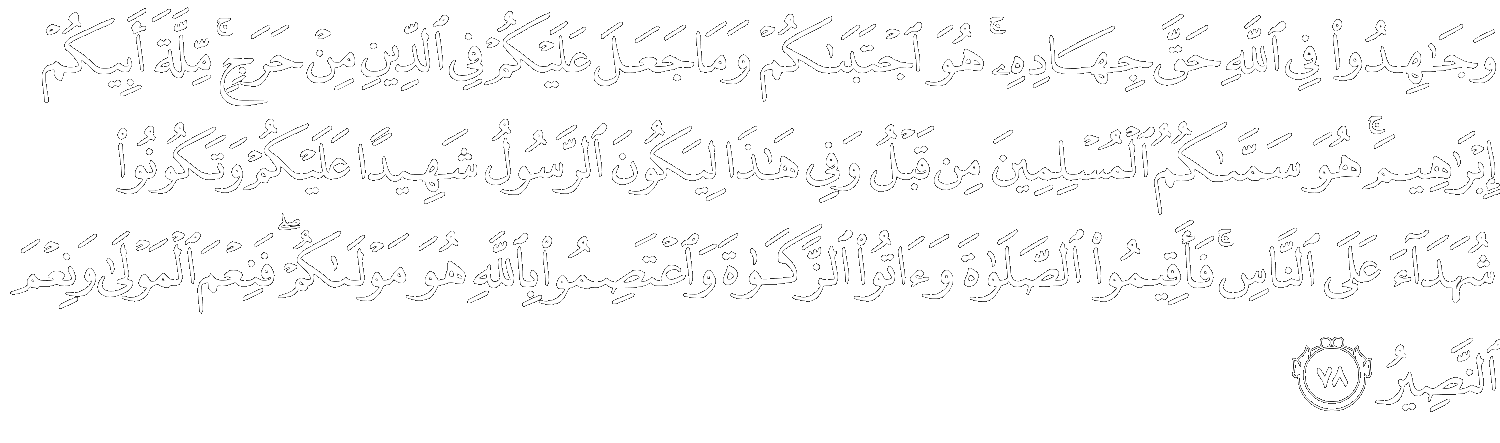 وَجَـٰهِدُوا۟ فِى ٱللَّهِ حَقَّ جِهَادِهِۦ ۚ هُوَ ٱجْتَبَىٰكُمْ وَمَا جَعَلَ عَلَيْكُمْ فِى ٱلدِّينِ مِنْ حَرَجٍ ۚ مِّلَّةَ أَبِيكُمْ
إِبْرَٰهِيمَ ۚ هُوَ سَمَّىٰكُمُ ٱلْمُسْلِمِينَ مِن قَبْلُ وَفِى هَـٰذَا لِيَكُونَ ٱلرَّسُولُ شَهِيدًا عَلَيْكُمْ وَتَكُونُوا۟
شُهَدَآءَ عَلَى ٱلنَّاسِ ۚ فَأَقِيمُوا۟ ٱلصَّلَوٰةَ وَءَاتُوا۟ ٱلزَّكَوٰةَ وَٱعْتَصِمُوا۟ بِٱللَّهِ هُوَ مَوْلَىٰكُمْ ۖ فَنِعْمَ ٱلْمَوْلَىٰ وَنِعْمَ
ٱلنَّصِيرُ ٧٨